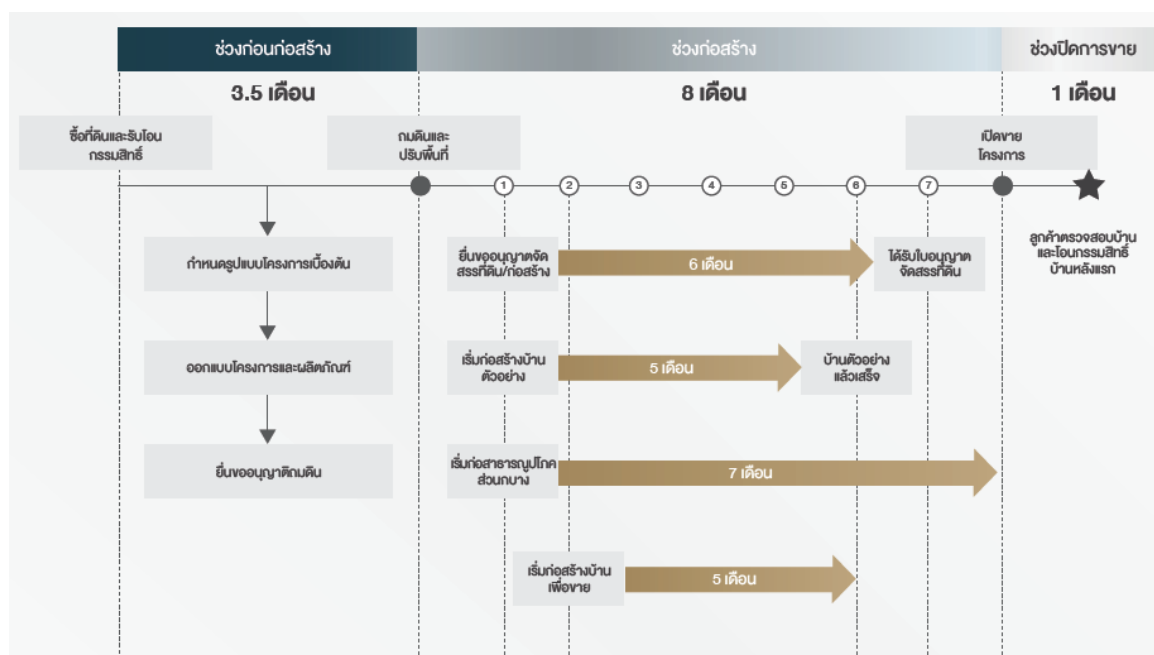 ช่วงก่อนก่อสร้าง
ช่วงก่อสร้าง
ช่วงปิดการขาย
3.5 เดือน
8 เดือน
1 เดือน
ซื้อที่ดินและรับโอน
กรรมสิทธิ์
ถมดินและ
ปรับพื้นที่
เปิดขาย
โครงการ
1
2
3
4
5
6
7
กำหนดรูปแบบโครงการเบื้องต้น
ยื่นขออนุญาตจัด
สรรที่ดิน/ก่อสร้าง
6 เดือน
ได้รับใบอนุญาต
จัดสรรที่ดิน
ลูกค้าตรวจสอบบ้าน
และโอนกรรมสิทธิ์
บ้านหลังแรก
ออกแบบโครงการและผลิตภัณฑ์
เริ่มก่อสร้างบ้าน
ตัวอย่าง
5 เดือน
บ้านตัวอย่าง
แล้วเสร็จ
ยื่นขออนุญาติถมดิน
เริ่มก่อสาธารณูปโภค
ส่วนกบาง
7 เดือน
เริ่มก่อสร้างบ้าน
เพื่อขาย
5 เดือน